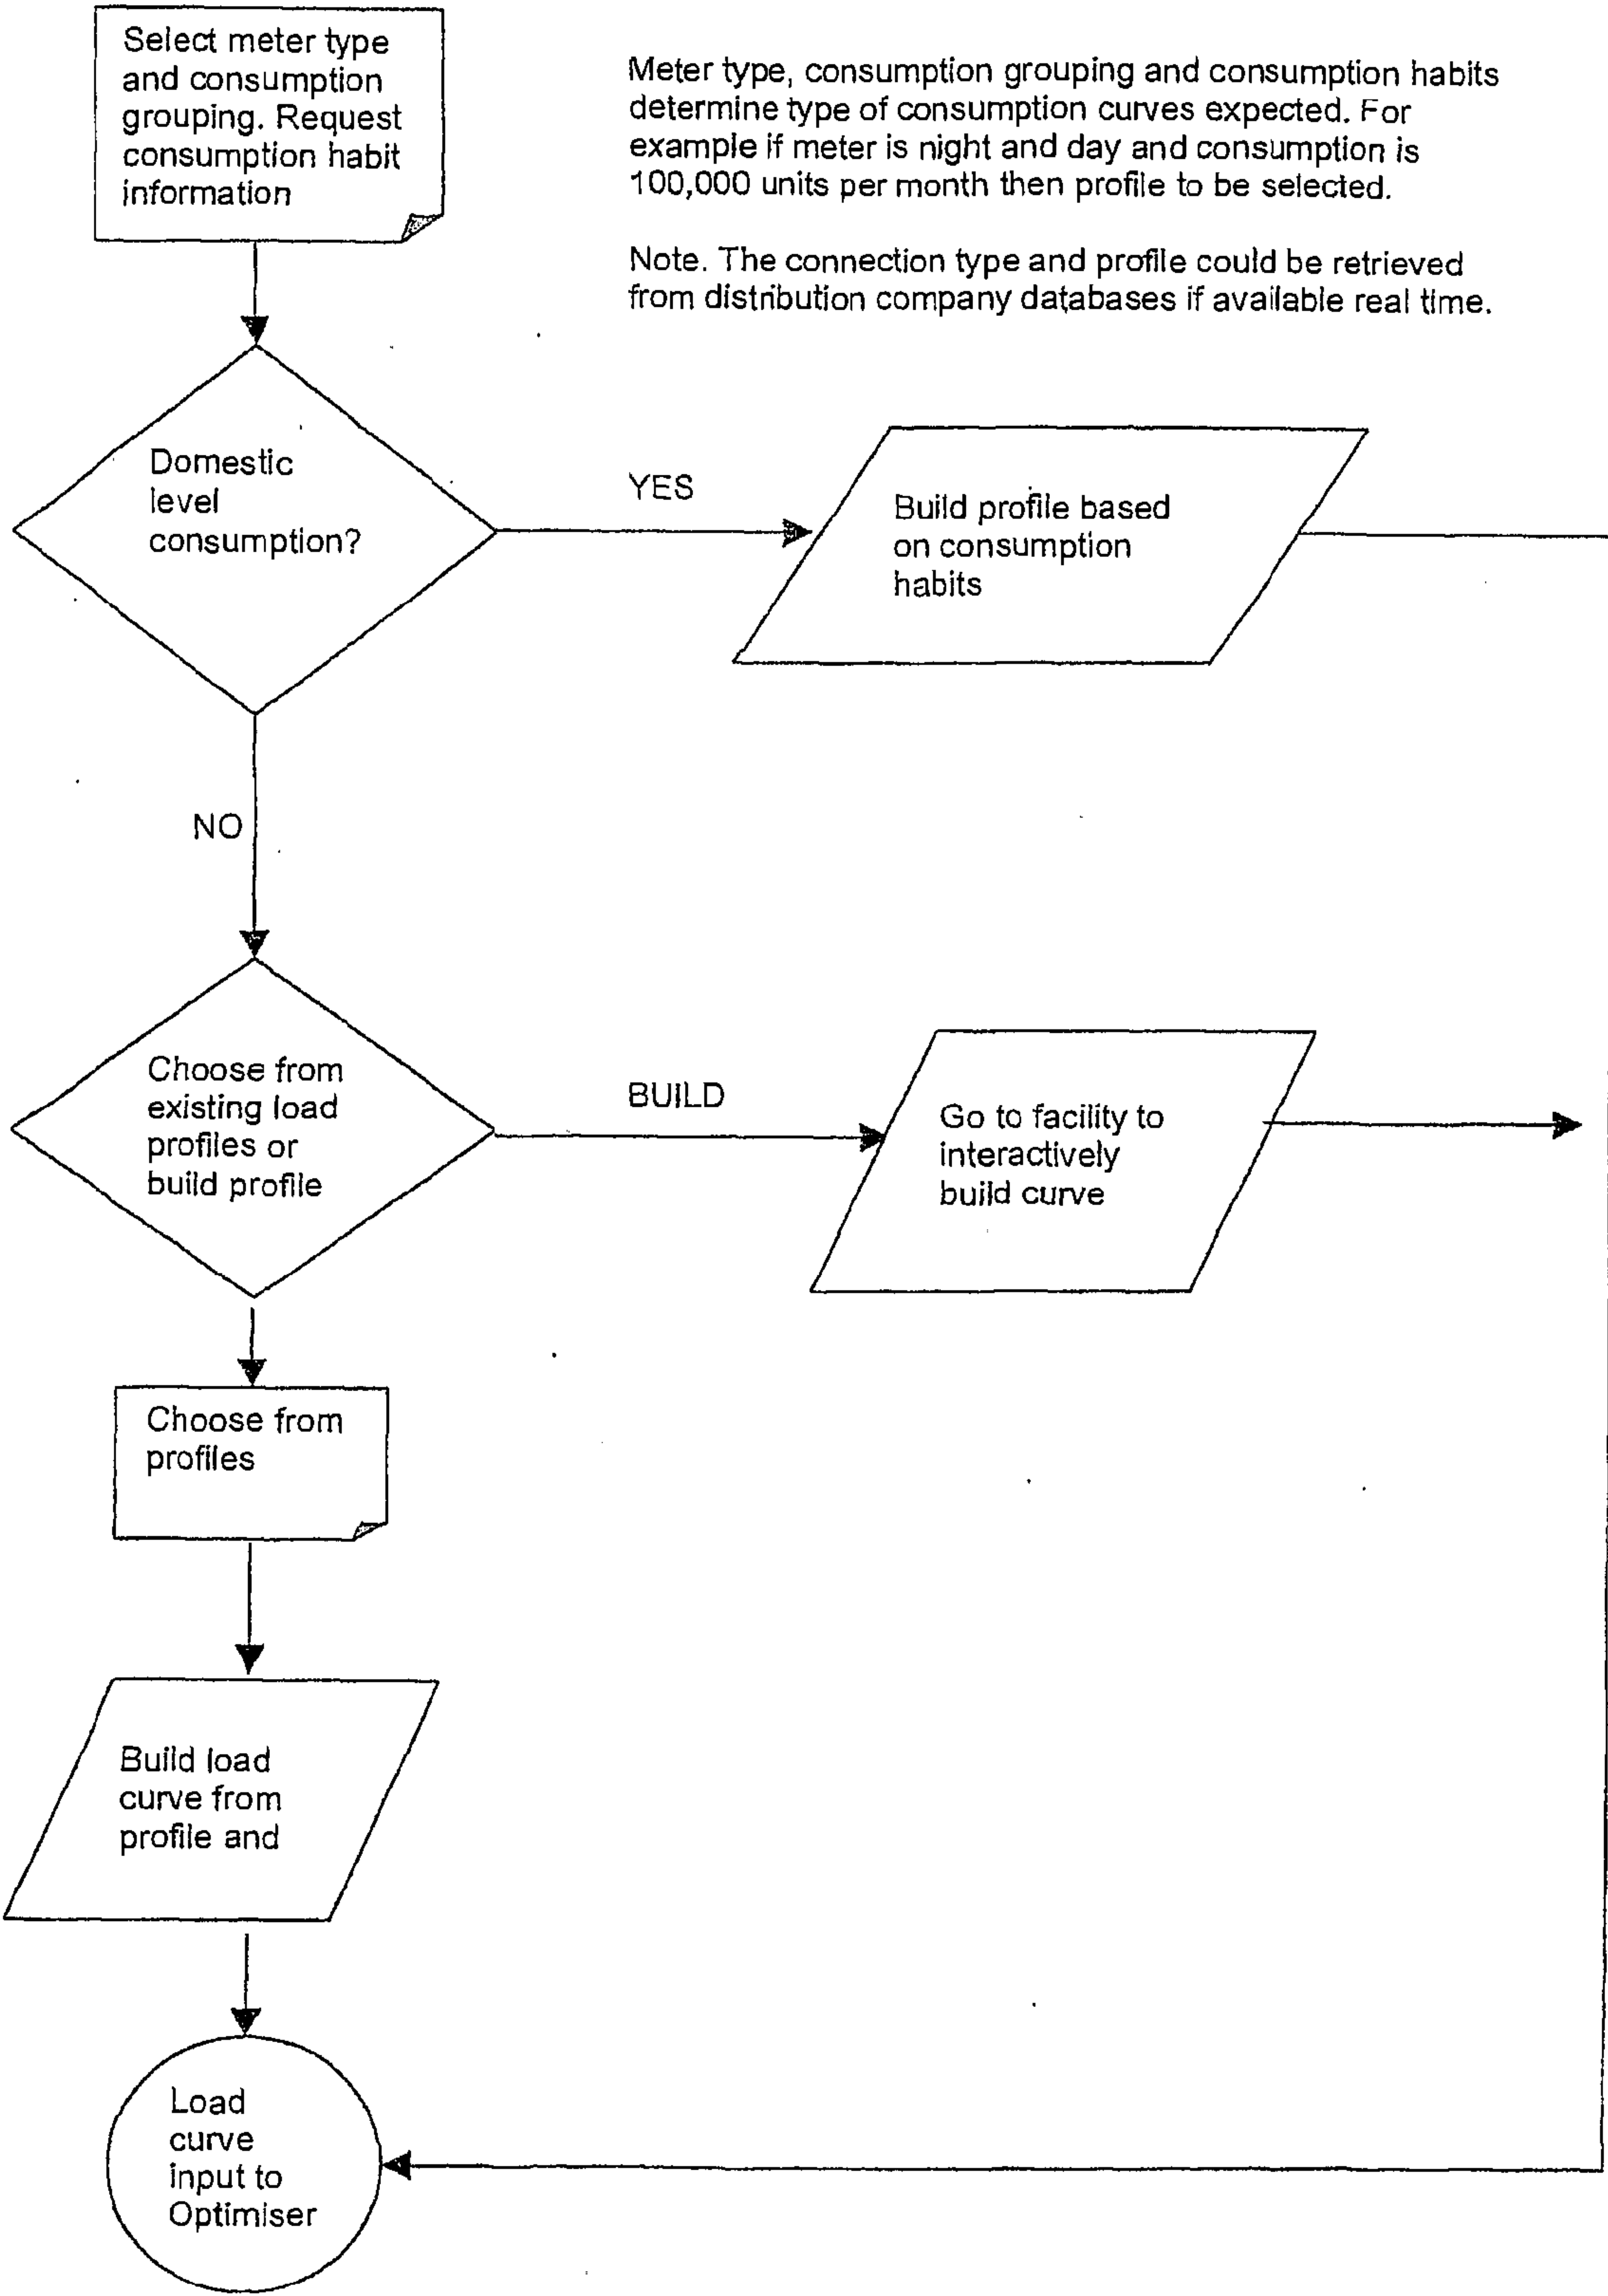 Select meter type
and consumption
grouping. Request
consumption habit
information
Meter type, consumption grouping and consumption habits
determine type of consumption curves expected. For
example if meter is night and day and consumption is
100,000 units per month then profile to be selected.
Note. The connection type and profile could be retrieved
from distribution company databases if available real time.
Domestic
level
consumption?
YES
Build profile based
on consumption
habits
NO
Choose from
existing load
profiles or
build profile
BUILD
Go to facility to
interactively
build curve
Choose from
profiles
Build load
curve from
profile and
Load
curve
input to
Optimiser